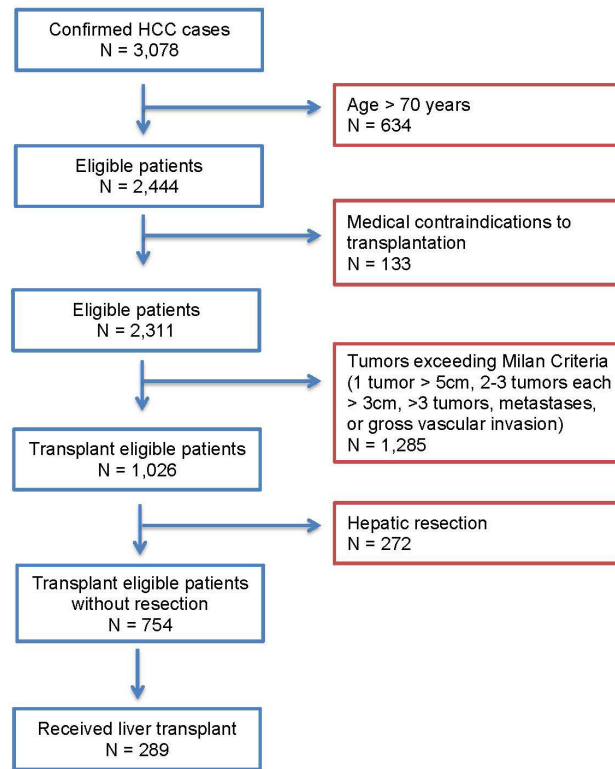 Confirmed HCC cases
N = 3,078
Age > 70 years
N = 634
Eligible patients
N = 2,444
Medical contraindications to
transplantation
N = 133
Eligible patients
N = 2,311
Tumors exceeding Milan Criteria
(1 tumor > 5cm, 2-3 tumors each
> 3cm, >3 tumors, metastases,
or gross vascular invasion)
N = 1,285
Transplant eligible patients
N = 1,026
Hepatic resection
N = 272
Transplant eligible patients
without resection
N = 754
Received liver transplant
N = 289